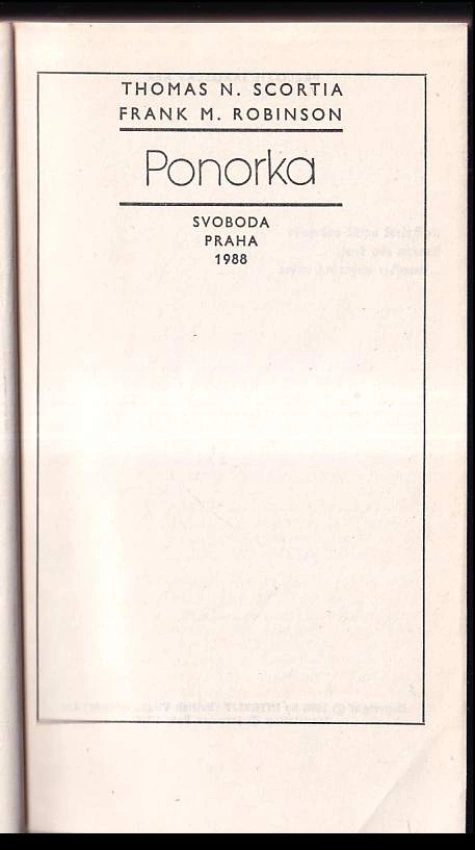 THOMAS N. SCORTIA
FRANK M. ROBINSON
Ponorka
SVOBODA
PRAHA
1988